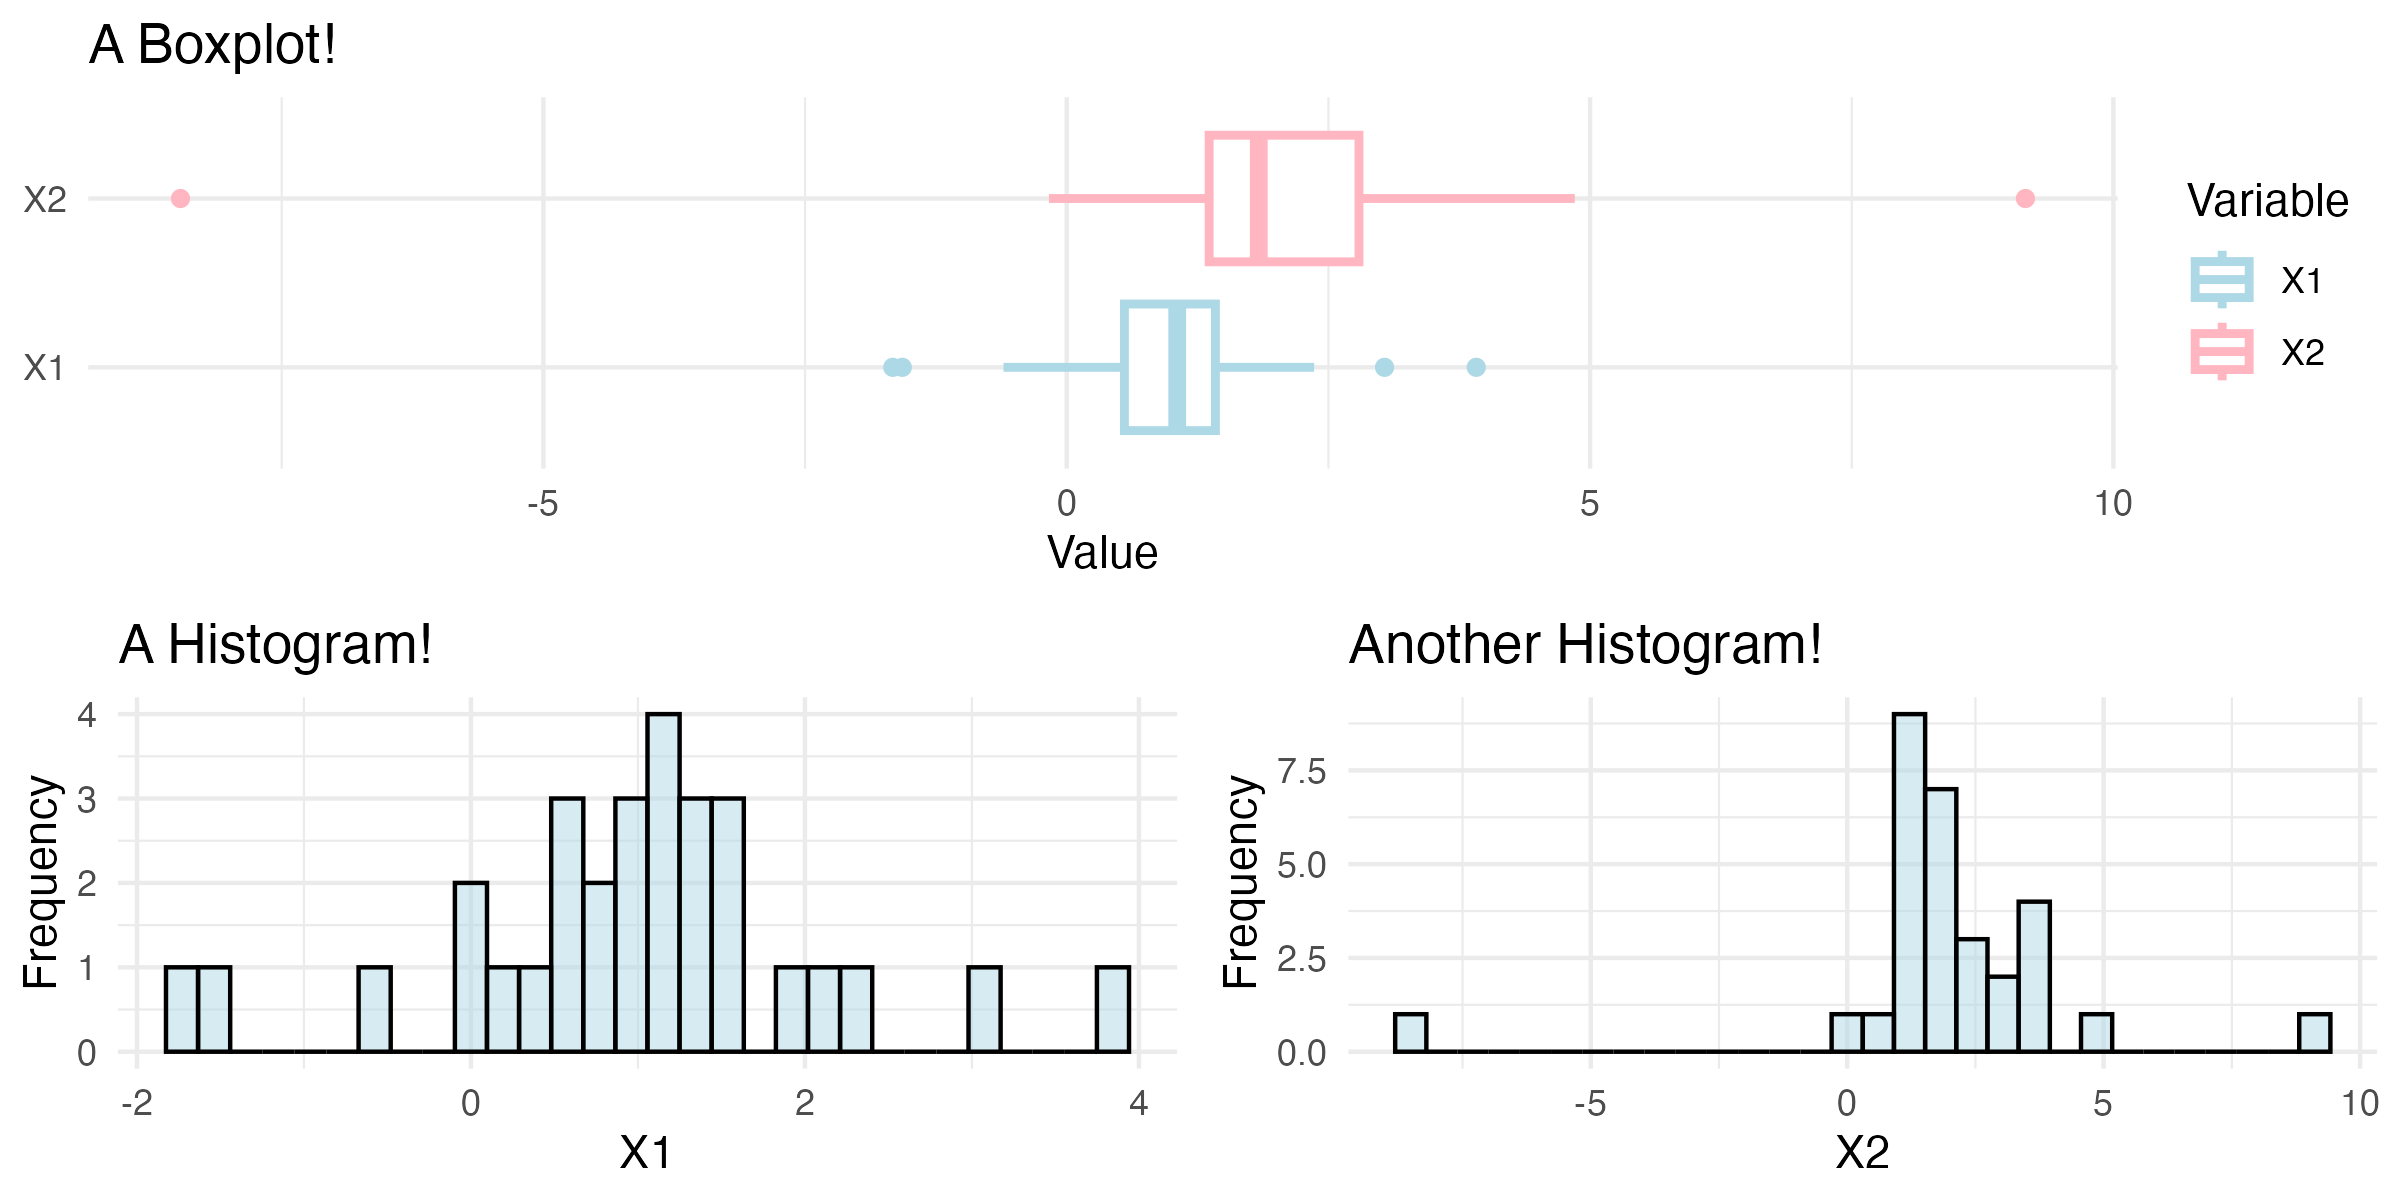 A Boxplot!
X2
X1
-5 0 5 10
Value
Variable
X1
X2
A Histogram!
Frequency
4
3
2
1
0
-2 0 2 4
X1
Another Histogram!
Frequency
7.5
5.0
2.5
0.0
-5 0 5 10
X2